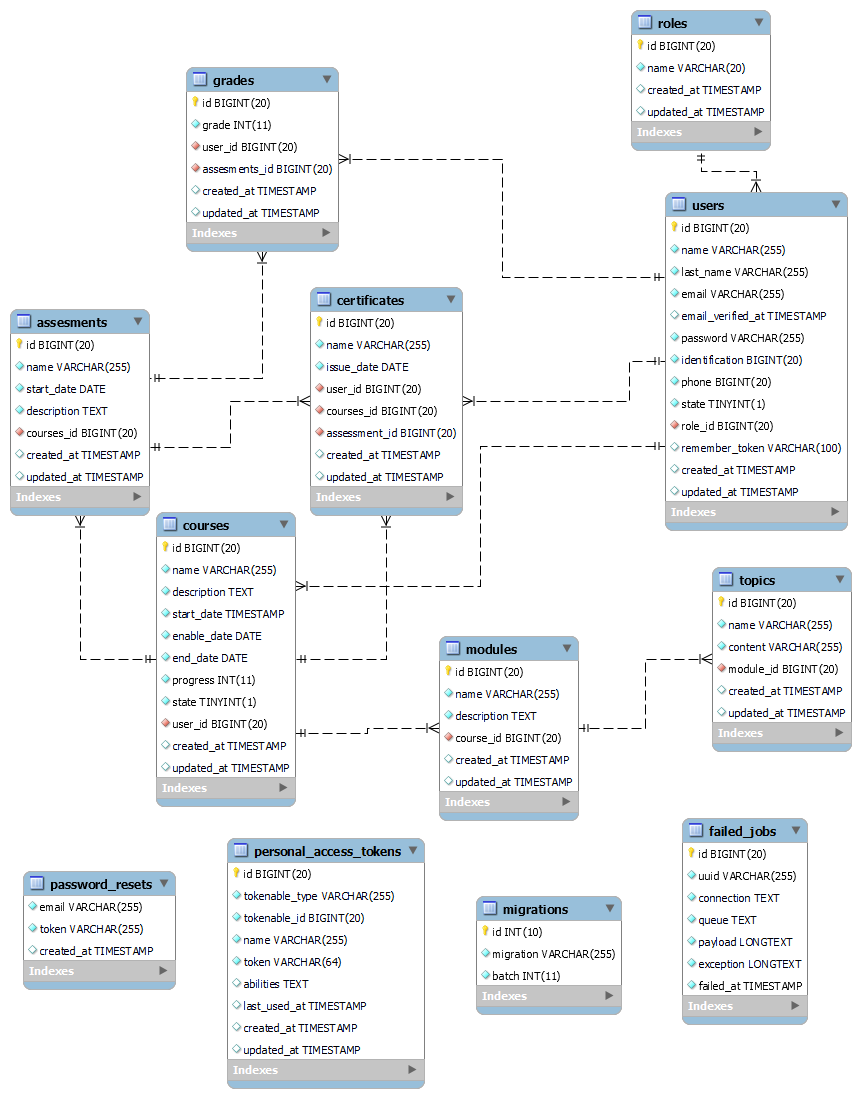 roles
id BIGINT(20)
name VARCHAR(20)
created_at TIMESTAMP
updated_at TIMESTAMP
Indexes
grades
id BIGINT(20)
grade INT(11)
user_id BIGINT(20)
assesments_id BIGINT(20)
created_at TIMESTAMP
updated_at TIMESTAMP
Indexes
users
id BIGINT(20)
name VARCHAR(255)
last_name VARCHAR(255)
email VARCHAR(255)
email_verified_at TIMESTAMP
password VARCHAR(255)
identification BIGINT(20)
phone BIGINT(20)
state TINYINT(1)
role_id BIGINT(20)
remember_token VARCHAR(100)
created_at TIMESTAMP
updated_at TIMESTAMP
Indexes
certificates
id BIGINT(20)
name VARCHAR(255)
issue_date DATE
user_id BIGINT(20)
courses_id BIGINT(20)
assessment_id BIGINT(20)
created_at TIMESTAMP
updated_at TIMESTAMP
Indexes
assesments
id BIGINT(20)
name VARCHAR(255)
start_date DATE
description TEXT
courses_id BIGINT(20)
created_at TIMESTAMP
updated_at TIMESTAMP
Indexes
courses
id BIGINT(20)
name VARCHAR(255)
description TEXT
start_date TIMESTAMP
enable_date DATE
end_date DATE
progress INT(11)
state TINYINT(1)
user_id BIGINT(20)
created_at TIMESTAMP
updated_at TIMESTAMP
Indexes
topics
id BIGINT(20)
name VARCHAR(255)
content VARCHAR(255)
module_id BIGINT(20)
created_at TIMESTAMP
updated_at TIMESTAMP
Indexes
modules
id BIGINT(20)
name VARCHAR(255)
description TEXT
course_id BIGINT(20)
created_at TIMESTAMP
updated_at TIMESTAMP
Indexes
password_resets
email VARCHAR(255)
token VARCHAR(255)
created_at TIMESTAMP
Indexes
personal_access_tokens
id BIGINT(20)
tokenable_type VARCHAR(255)
tokenable_id BIGINT(20)
name VARCHAR(255)
token VARCHAR(64)
abilities TEXT
last_used_at TIMESTAMP
created_at TIMESTAMP
updated_at TIMESTAMP
Indexes
migrations
id INT(10)
migration VARCHAR(255)
batch INT(11)
Indexes
failed_jobs
id BIGINT(20)
uuid VARCHAR(255)
connection TEXT
queue TEXT
payload LONGTEXT
exception LONGTEXT
failed_at TIMESTAMP
Indexes